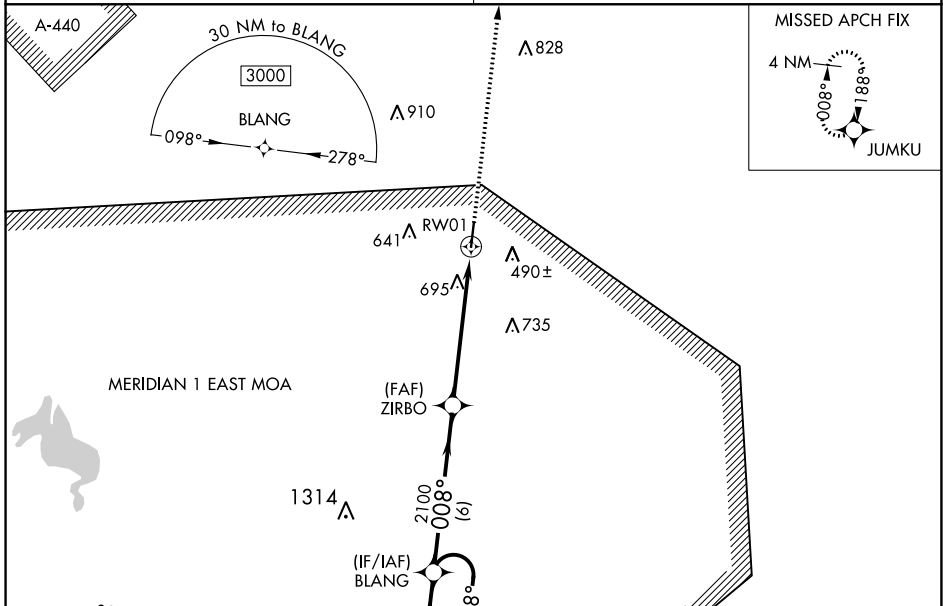 A-440
30 NM to BLANG
3000
BLANG
098°
278°
910
828
MISSED APCH FIX
4 NM
008°
188°
JUMKU
641
RW01
490±
695
735
MERIDIAN 1 EAST MOA
(FAF)
ZIRBO
1314
2100
008°
(6)
(IF/IAF)
BLANG